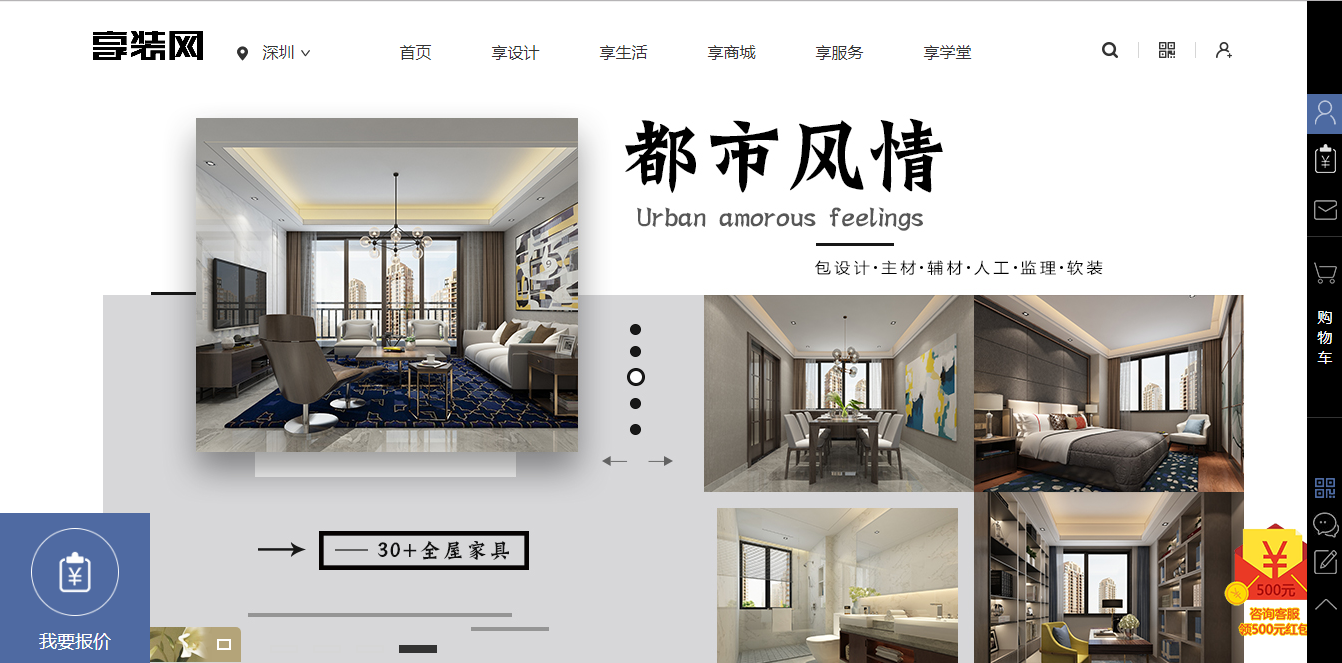 享装网
深圳
首页
享设计
享生活
享商城
享服务
享学堂
都市风情
Urban amorous feelings
包设计·主材·辅材·人工·监理·软装
购物车
30+全屋家具
500元
咨询客服
领500元红包
我要报价